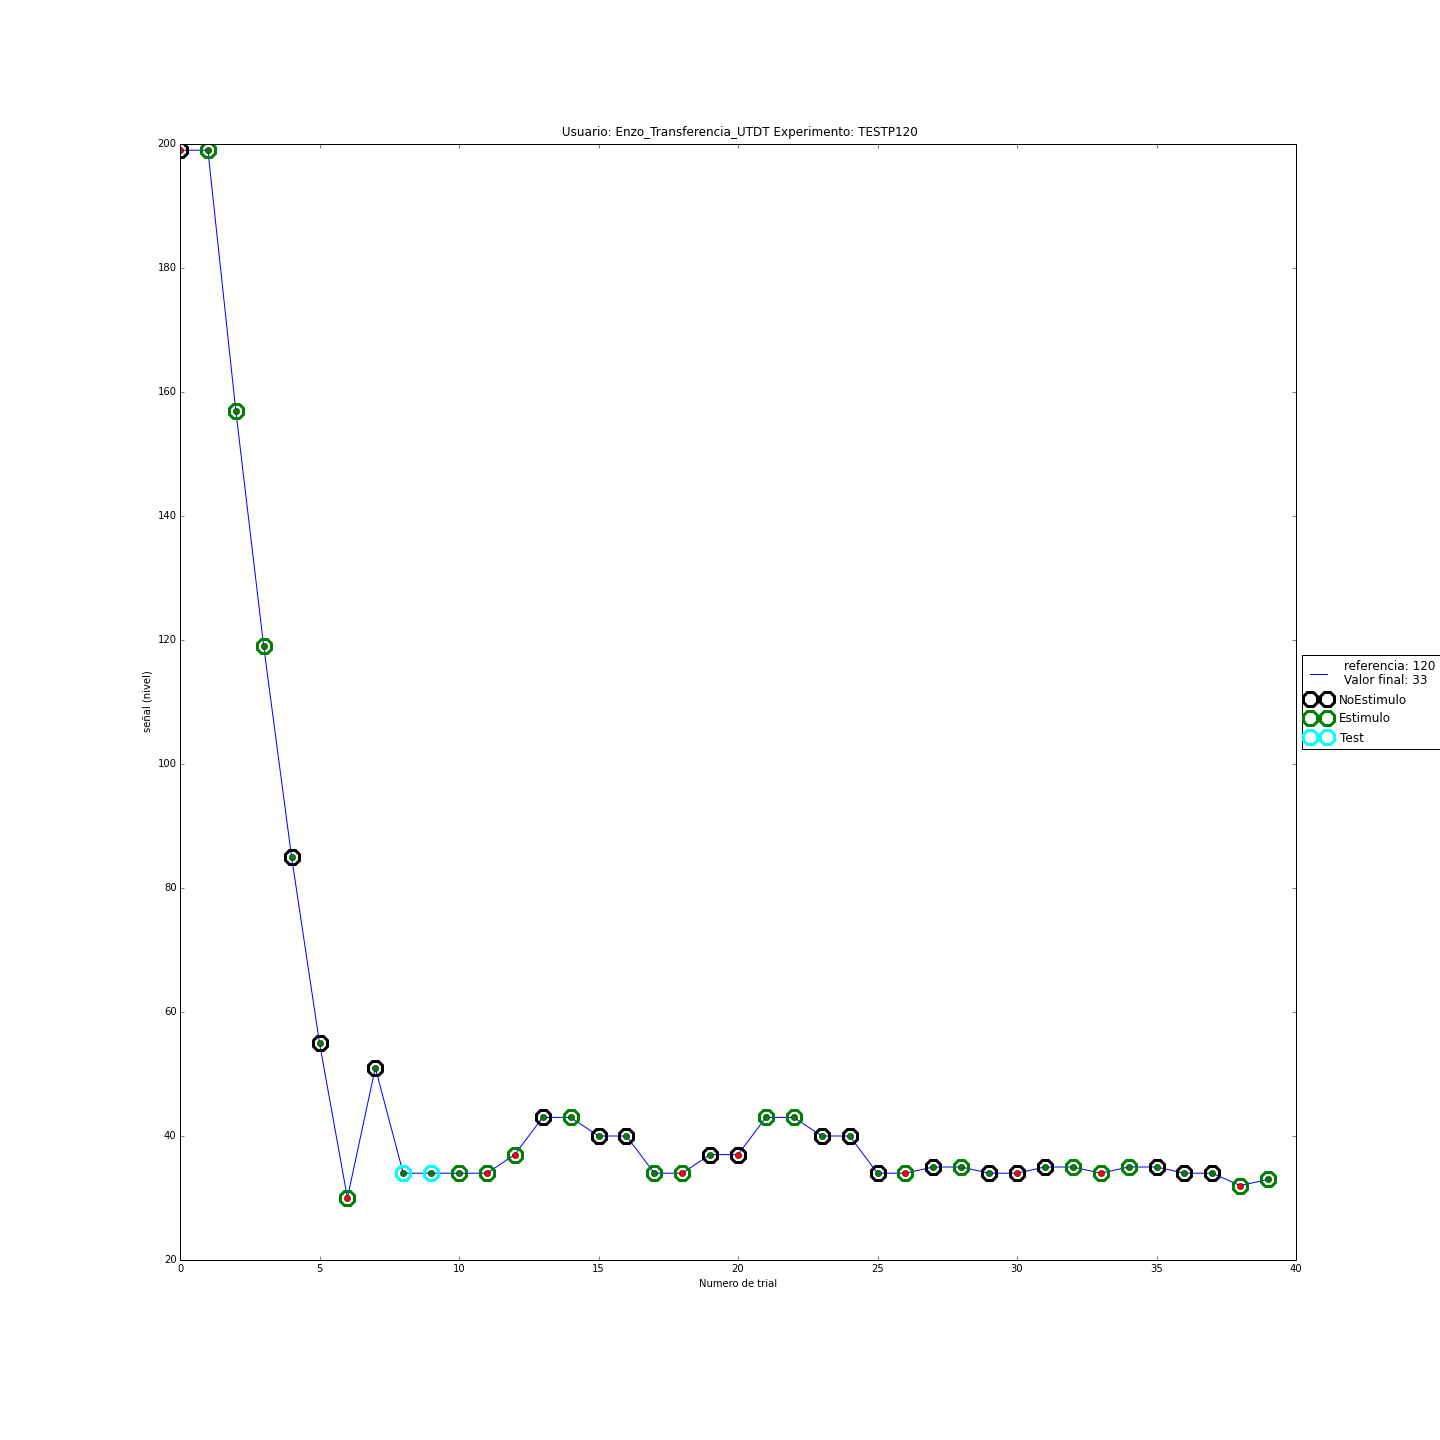 Usuario: Enzo_Transferencia_UTDT Experimento: TESTP120
200
180
160
140
120
100
80
60
40
20
señal (nivel)
0 5 10 15 20 25 30 35 40
Numero de trial
referencia: 120
Valor final: 33
NoEstimulo
Estimulo
Test